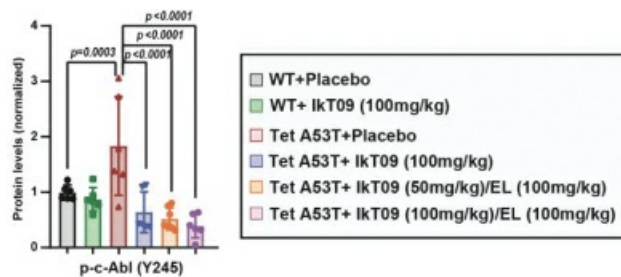 p<0.0001
p<0.0001
p=0.0003 p<0.0001
Protein levels (normalized)
4
3
2
1
0
p-c-Abl (Y245)
WT+Placebo
WT+ IkT09 (100mg/kg)
Tet A53T+Placebo
Tet A53T+ IkT09 (100mg/kg)
Tet A53T+ IkT09 (50mg/kg)/EL (100mg/kg)
Tet A53T+ IkT09 (100mg/kg)/EL (100mg/kg)